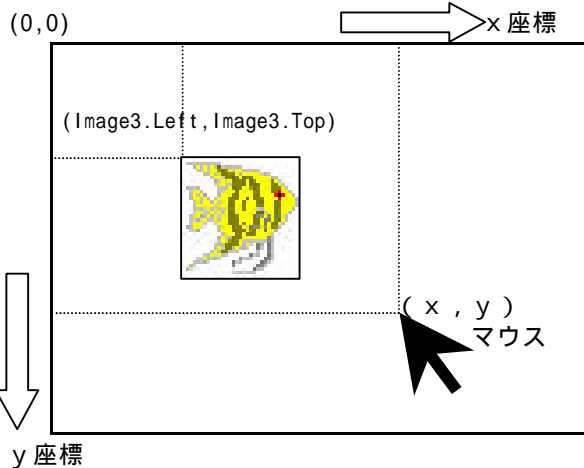 (0,0)
x 座標
(Image3.Left,Image3.Top)
( x , y )
マウス
y 座標